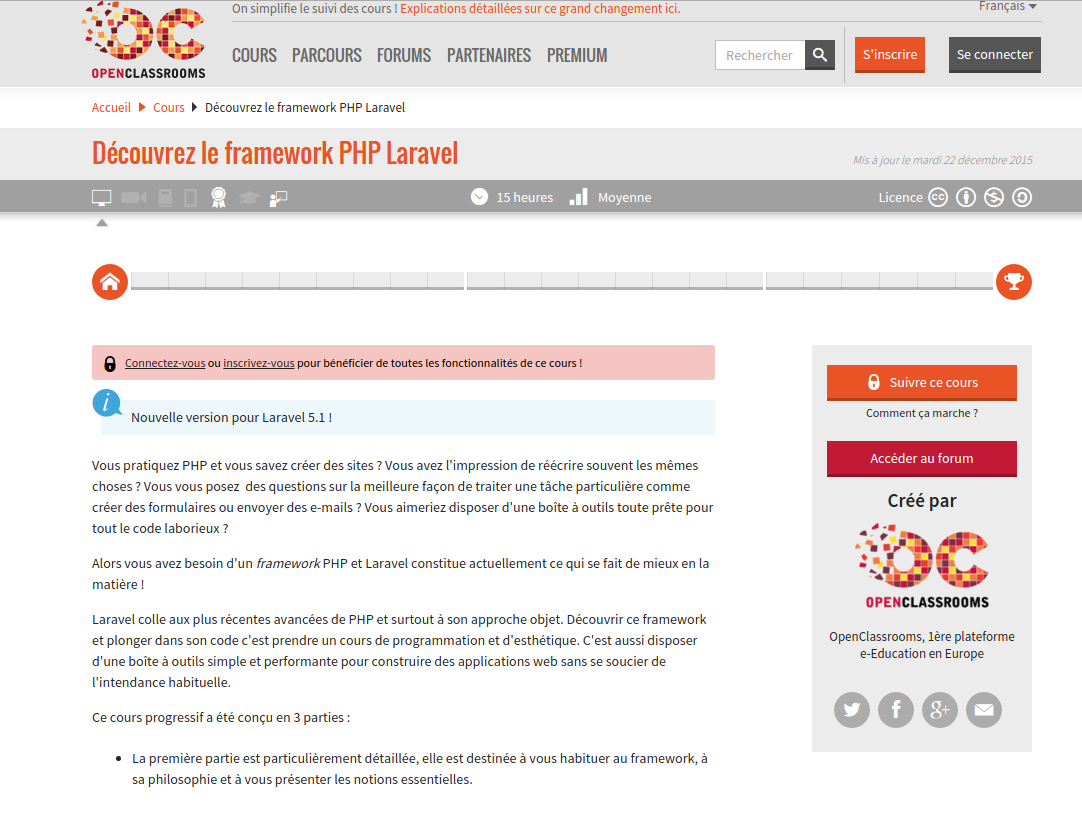 On simplifie le suivi des cours ! Explications détaillées sur ce grand changement ici.
Français
OPENCLASSROOMS
COURS PARCOURS FORUMS PARTENAIRES PREMIUM
Rechercher
S'inscrire
Se connecter
Accueil Cours Découvrez le framework PHP Laravel
Découvrez le framework PHP Laravel
Mis à jour le mardi 22 décembre 2015
15 heures
Moyenne
Licence
cc
Connectez-vous ou inscrivez-vous pour bénéficier de toutes les fonctionnalités de ce cours !
i
Nouvelle version pour Laravel 5.1 !
Vous pratiquez PHP et vous savez créer des sites ? Vous avez l'impression de réécrire souvent les mêmes
choses ? Vous vous posez  des questions sur la meilleure façon de traiter une tâche particulière comme
créer des formulaires ou envoyer des e-mails ? Vous aimeriez disposer d'une boîte à outils toute prête pour
tout le code laborieux ?
Alors vous avez besoin d'un framework PHP et Laravel constitue actuellement ce qui se fait de mieux en la
matière !
Laravel colle aux plus récentes avancées de PHP et surtout à son approche objet. Découvrir ce framework
et plonger dans son code c'est prendre un cours de programmation et d'esthétique. C'est aussi disposer
d'une boîte à outils simple et performante pour construire des applications web sans se soucier de
l'intendance habituelle.
Ce cours progressif a été conçu en 3 parties :
• La première partie est particulièrement détaillée, elle est destinée à vous habituer au framework, à
sa philosophie et à vous présenter les notions essentielles.
Suivre ce cours
Comment ça marche ?
Accéder au forum
Créé par
OC
OPENCLASSROOMS
OpenClassrooms, 1ère plateforme
e-Education en Europe
f
g+